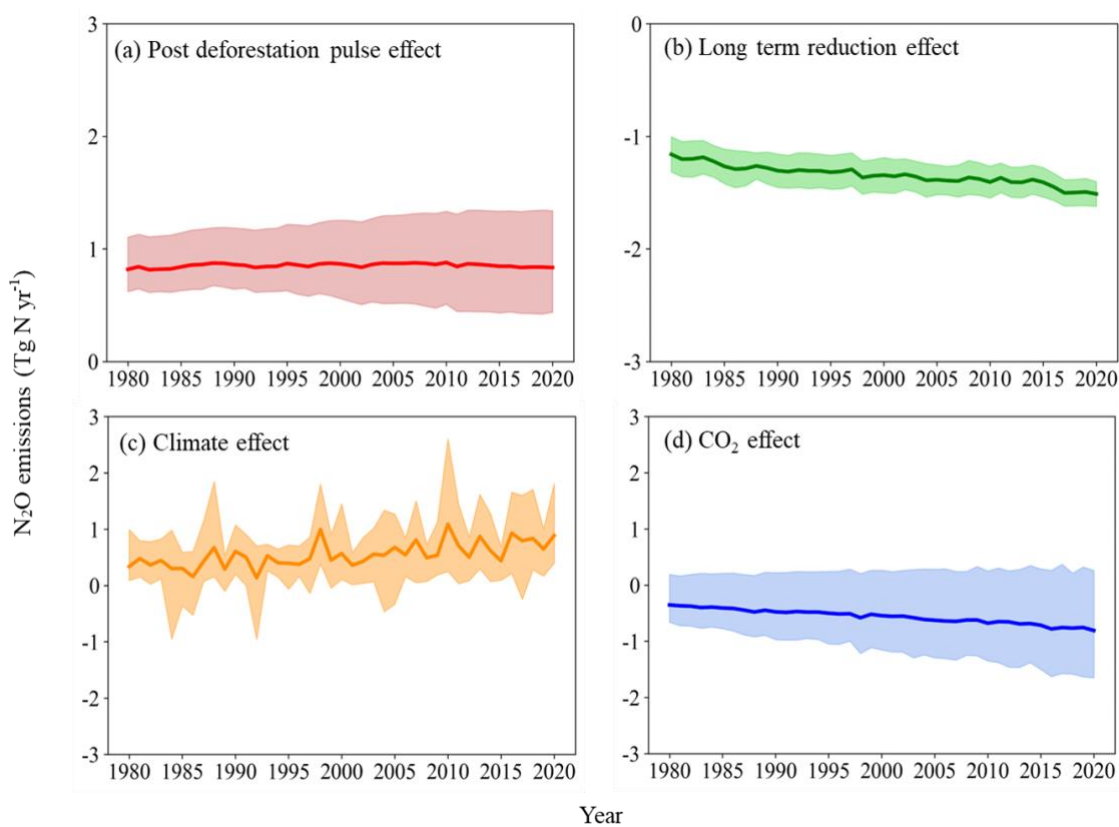 N₂O emissions (Tg N yr⁻¹)
(a) Post deforestation pulse effect
3
2
1
0
1980 1985 1990 1995 2000 2005 2010 2015 2020
(b) Long term reduction effect
-0
-1
-2
-3
1980 1985 1990 1995 2000 2005 2010 2015 2020
(c) Climate effect
3
2
1
0
-1
-2
-3
1980 1985 1990 1995 2000 2005 2010 2015 2020
(d) CO₂ effect
3
2
1
0
-1
-2
-3
1980 1985 1990 1995 2000 2005 2010 2015 2020
Year